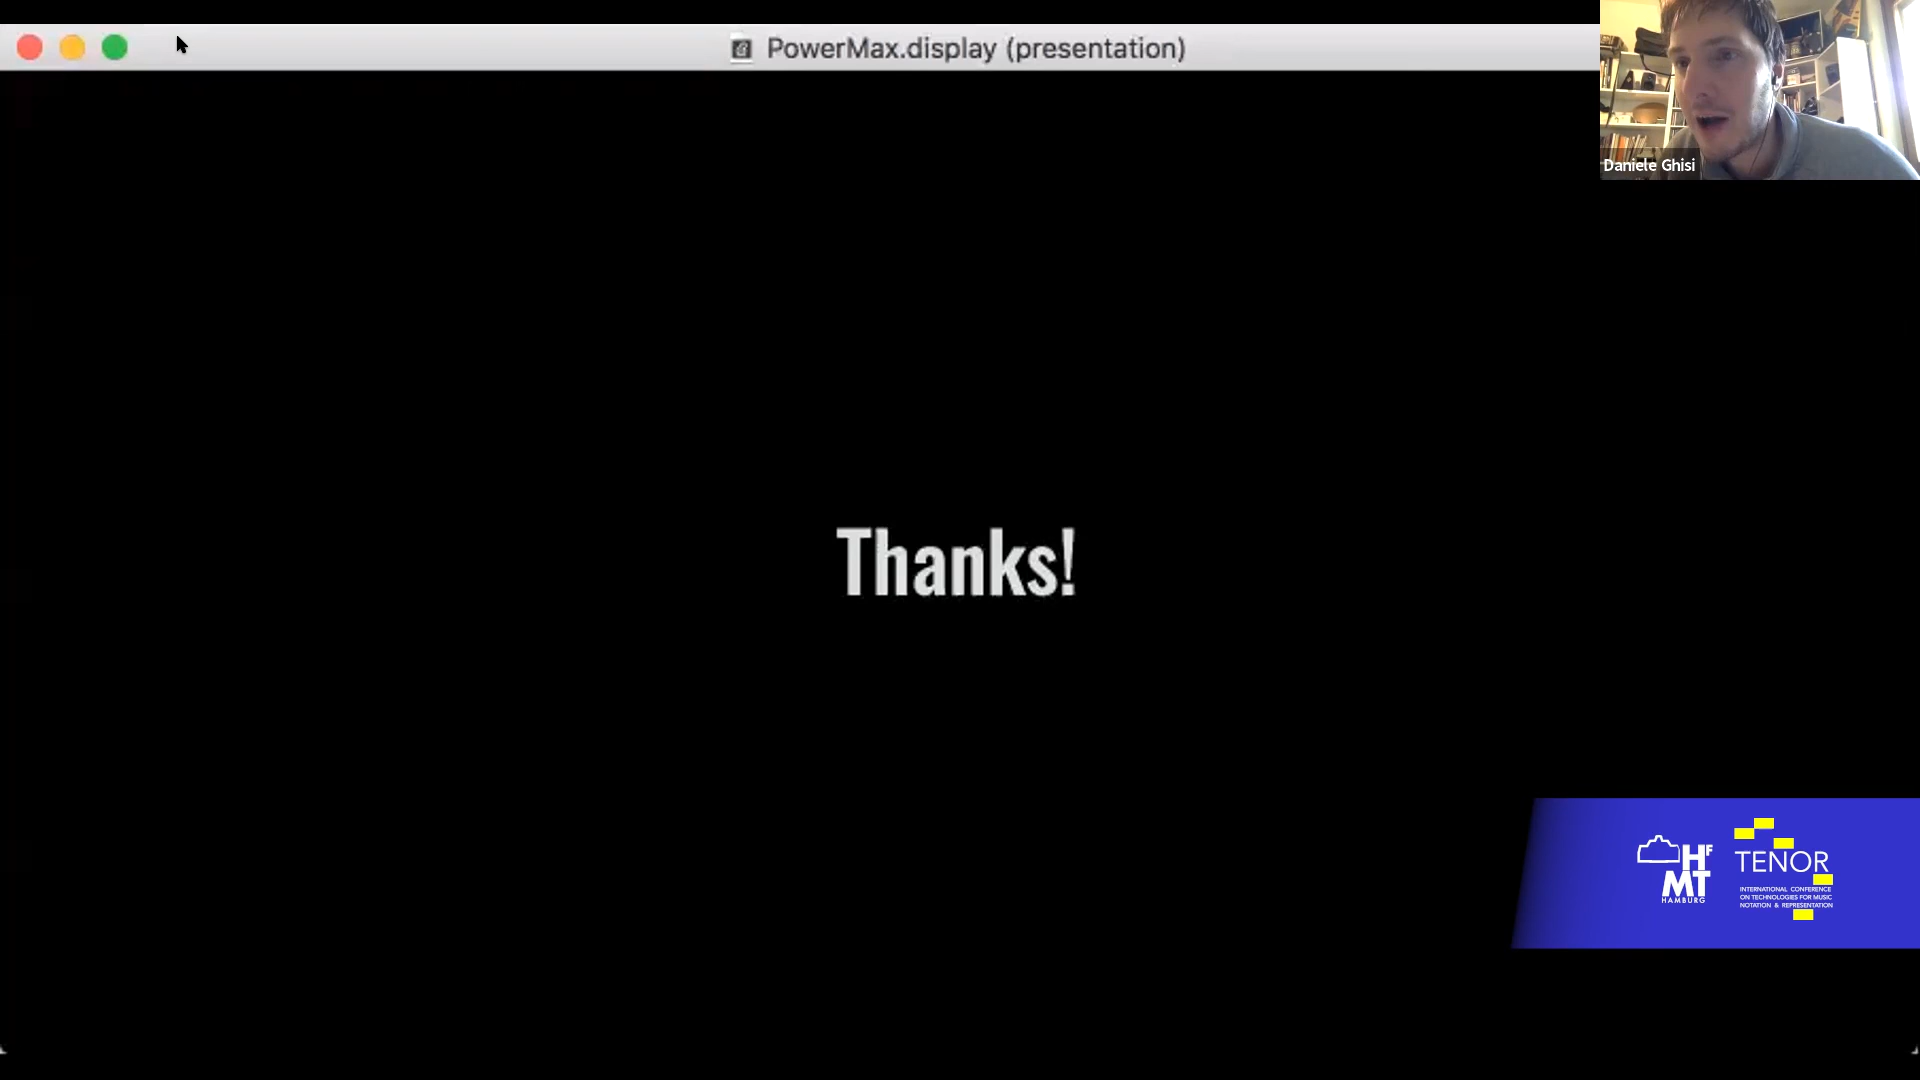 PowerMax.display (presentation)
Daniele Ghisi
Thanks!
HF
MT
HAMBURG
TENOR
INTERNATIONAL CONFERENCE
ON TECHNOLOGIES FOR MUSIC
NOTATION & REPRESENTATION